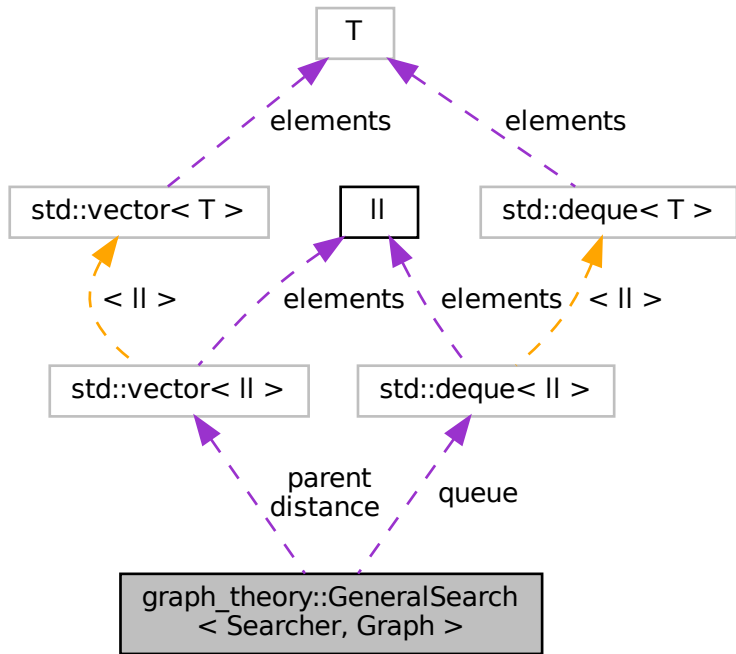 T
elements
elements
std::vector< T >
ll
std::deque< T >
< ll >
elements
elements
< ll >
std::vector< ll >
std::deque< ll >
parent
distance
queue
graph_theory::GeneralSearch
< Searcher, Graph >